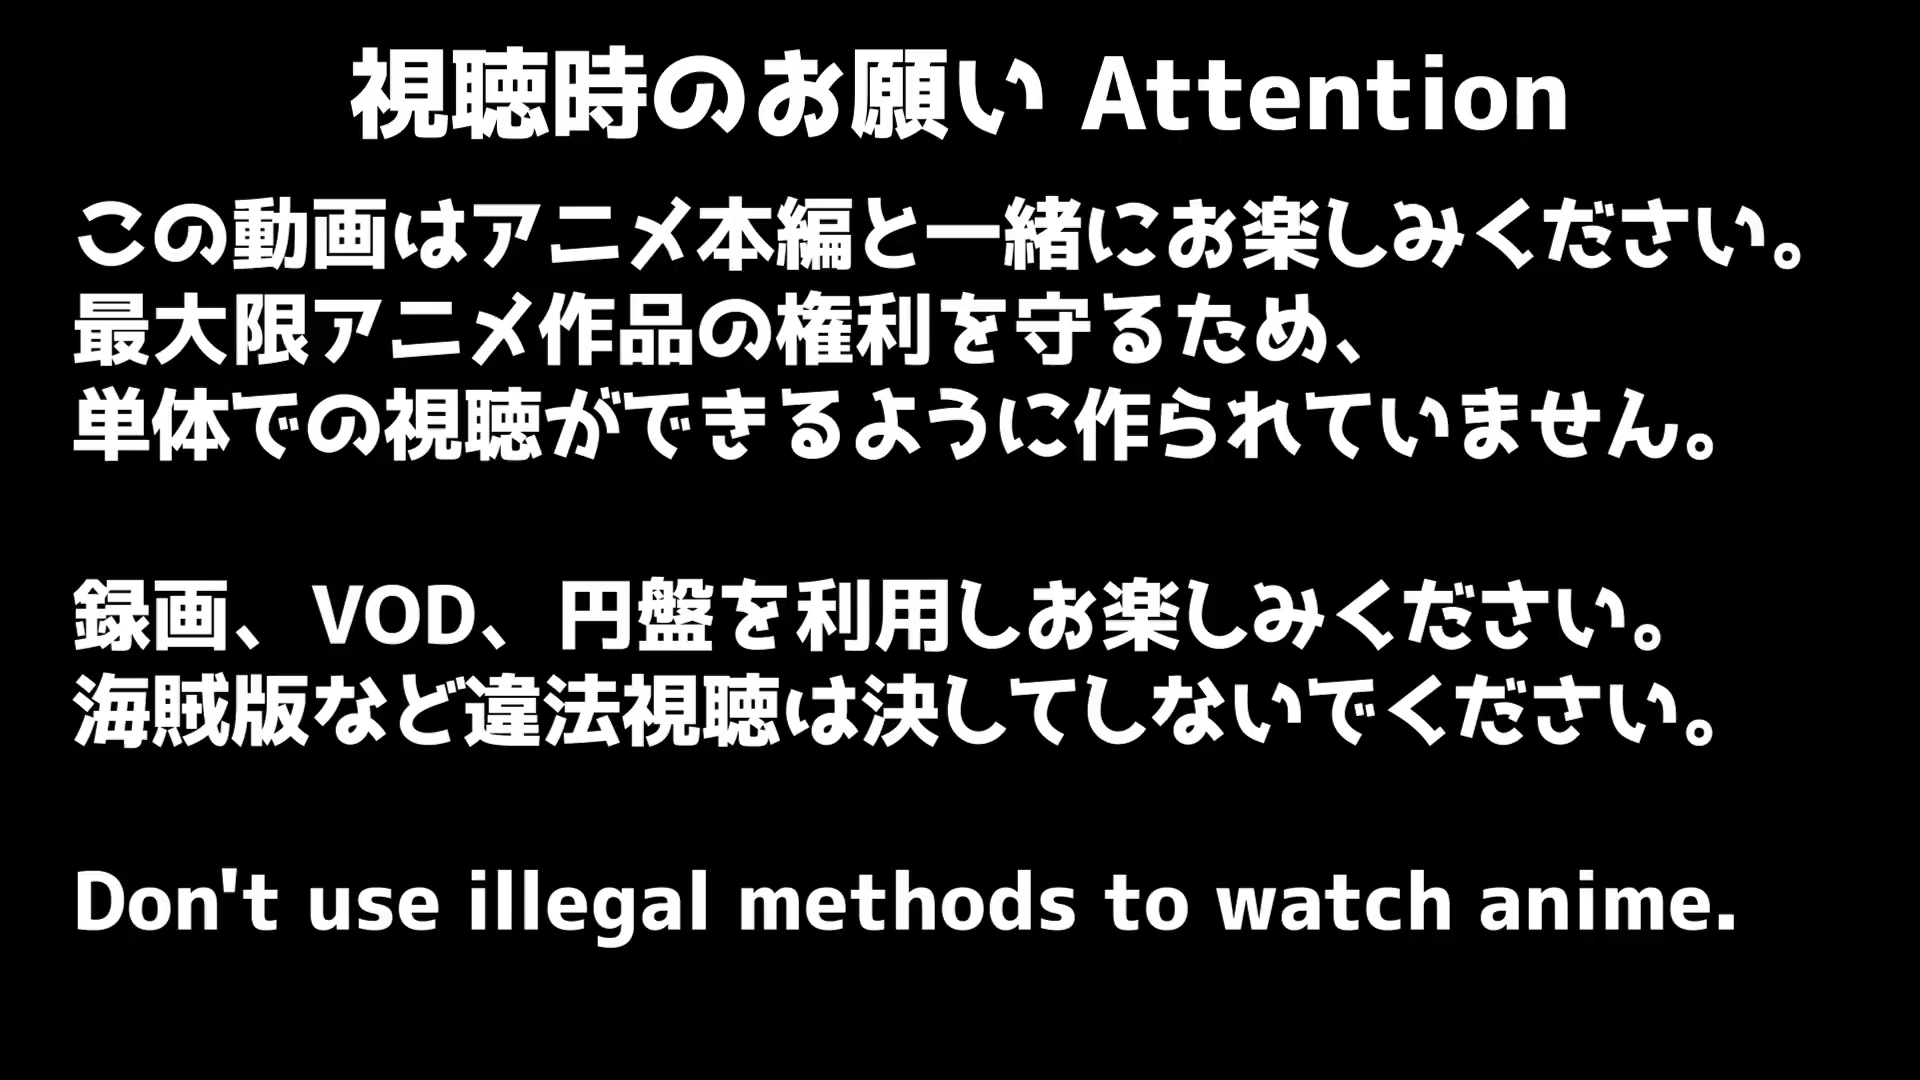 視聴時のお願い Attention
この動画はアニメ本編と一緒にお楽しみください。
最大限アニメ作品の権利を守るため、
単体での視聴ができるように作られていません。
録画、VOD、円盤を利用しお楽しみください。
海賊版など違法視聴は決してしないでください。
Don't use illegal methods to watch anime.